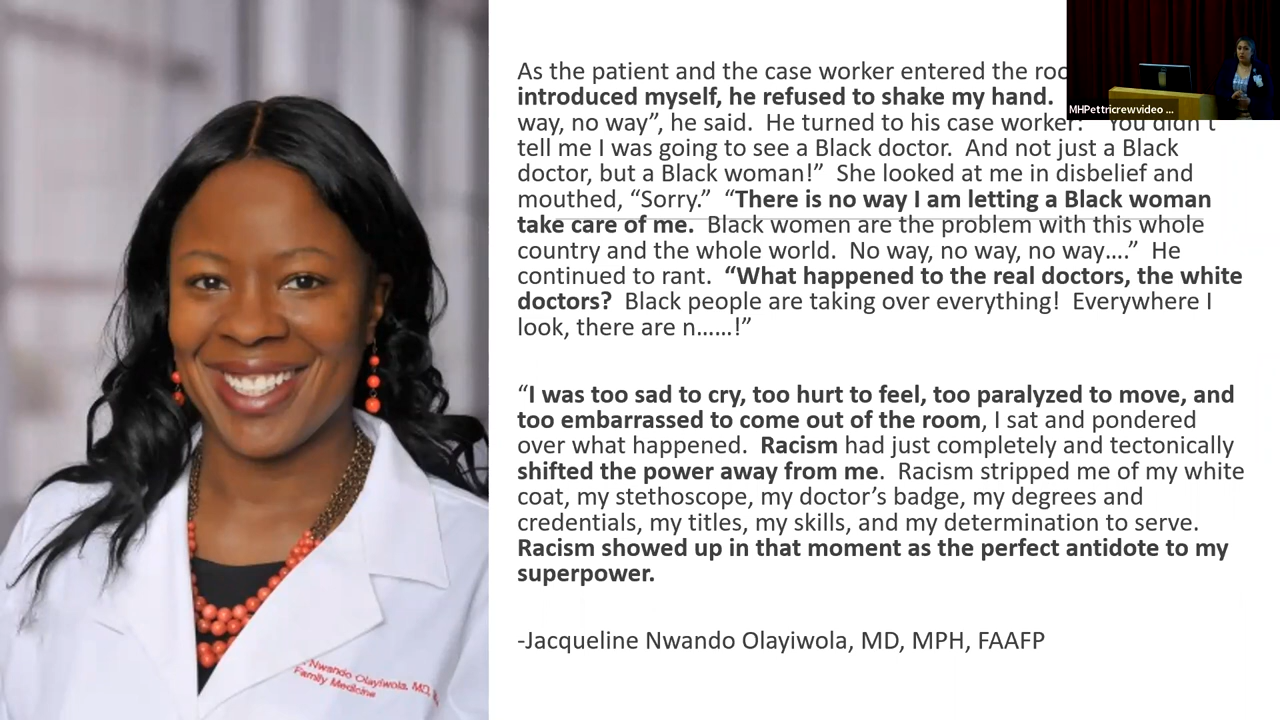 As the patient and the case worker entered the
introduced myself, he refused to shake my hand.
way, no way”, he said. He turned to his case worker: “You didn’t
tell me I was going to see a Black doctor. And not just a Black
doctor, but a Black woman!” She looked at me in disbelief and
mouthed, “Sorry.” “There is no way I am letting a Black woman
take care of me. Black women are the problem with this whole
country and the whole world. No way, no way, no way….” He
continued to rant. “What happened to the real doctors, the white
doctors? Black people are taking over everything! Everywhere I
look, there are n……!”
“I was too sad to cry, too hurt to feel, too paralyzed to move, and
too embarrassed to come out of the room, I sat and pondered
over what happened. Racism had just completely and tectonically
shifted the power away from me. Racism stripped me of my white
coat, my stethoscope, my doctor’s badge, my degrees and
credentials, my titles, my skills, and my determination to serve.
Racism showed up in that moment as the perfect antidote to my
superpower.
-Jacqueline Nwando Olayiwola, MD, MPH, FAAFP
Nwando Olayiwola, MD,
Family Medicine
MHPettricrewvideo ...